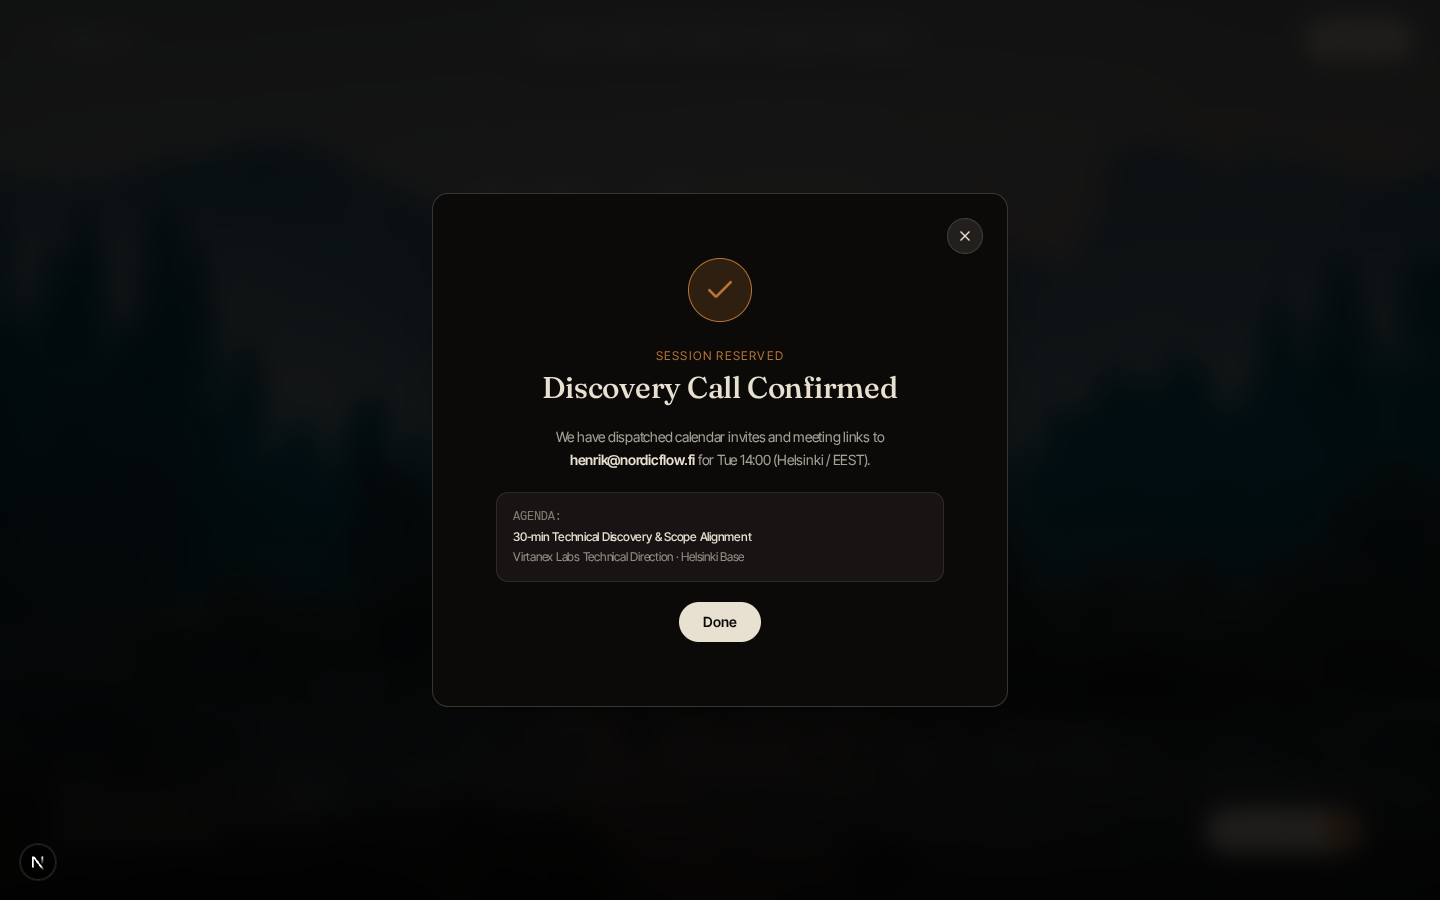 SESSION RESERVED
Discovery Call Confirmed
We have dispatched calendar invites and meeting links to
henrik@nordicflow.fi for Tue 14:00 (Helsinki / EEST).
AGENDA:
30-min Technical Discovery & Scope Alignment
Virtanex Labs Technical Direction · Helsinki Base
Done
N